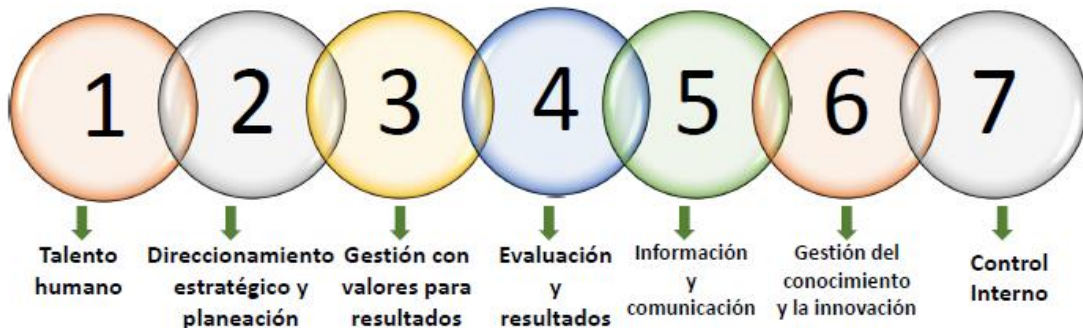 1 2 3 4 5 6 7
Talento
humano
Direccionamiento
estratégico y
planeación
Gestión con
valores para
resultados
Evaluación
y
resultados
Información
y
comunicación
Gestión del
conocimiento
y la innovación
Control
Interno